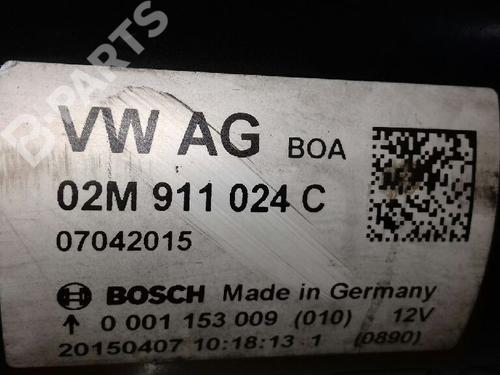 B-PARTS
VW AG BOA
02M 911 024 C
07042015
BOSCH Made in Germany
0 001 153 009 (010) 12V
20150407 10:18:13 1 (0890)